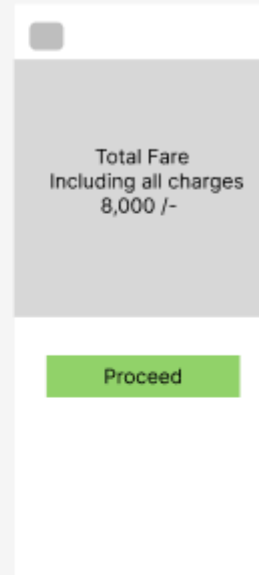 Total Fare
Including all charges
8,000 /-
Proceed